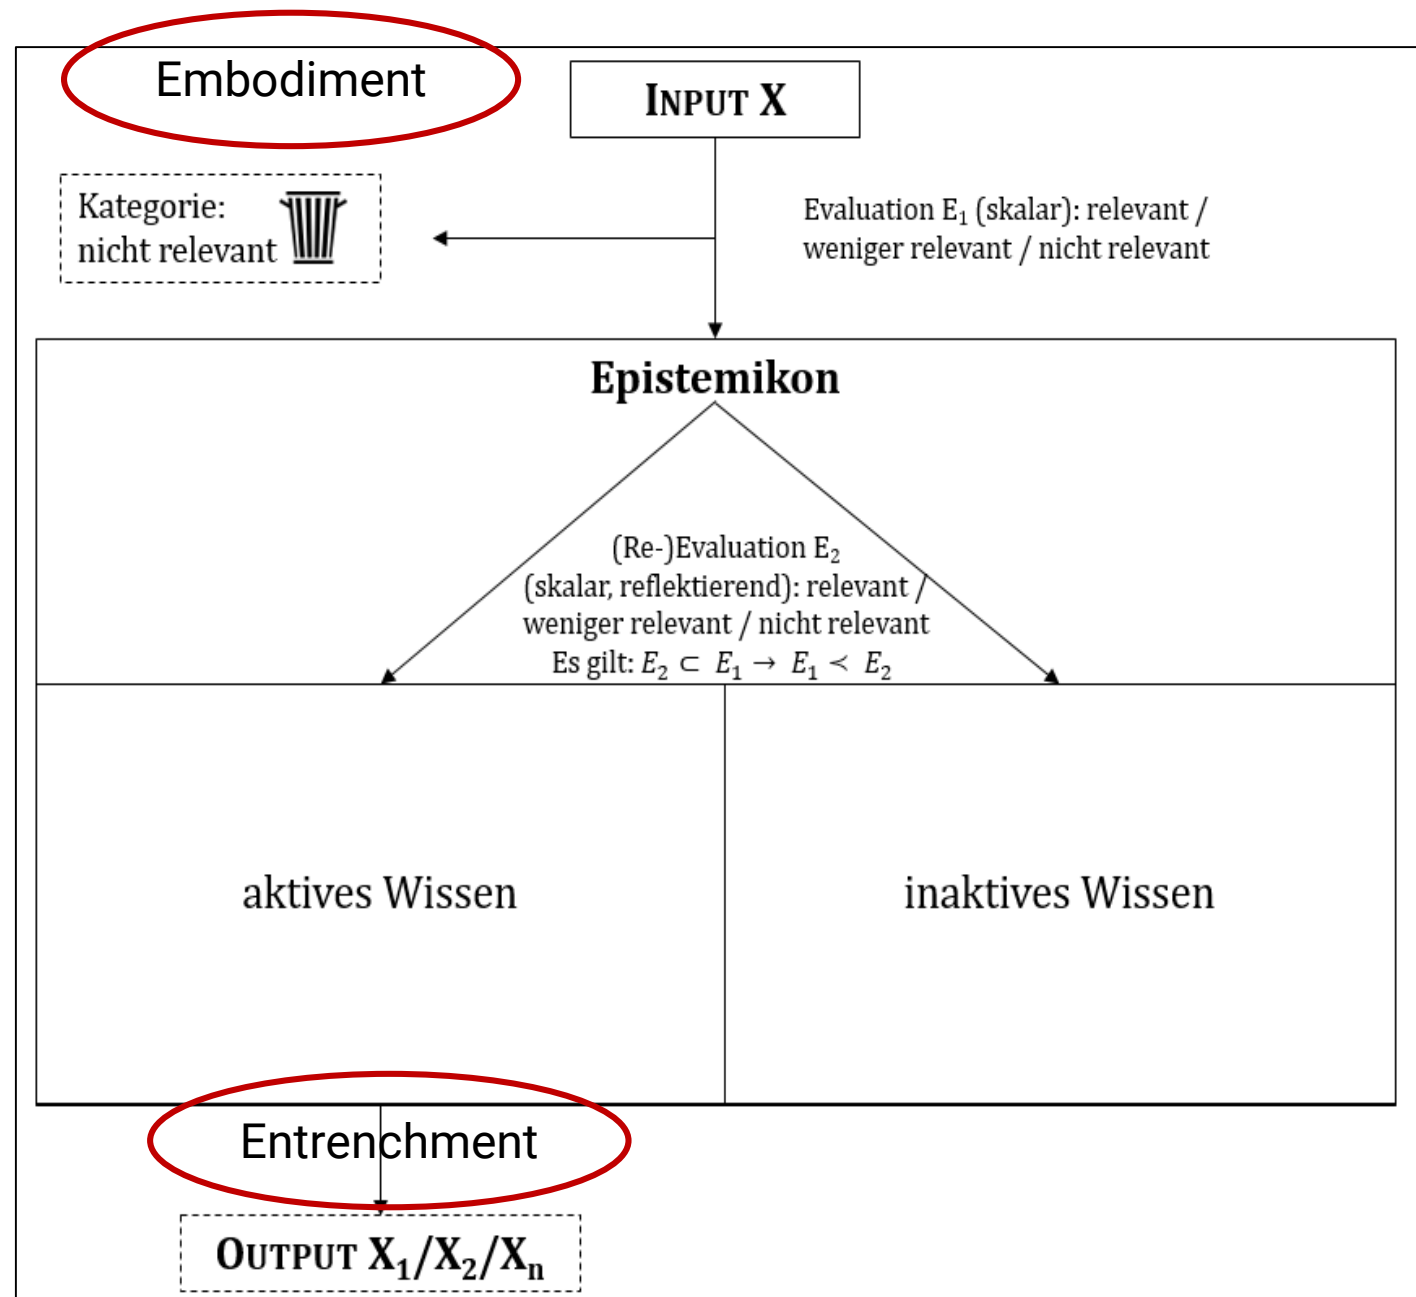 Embodiment
INPUT X
Kategorie:
nicht relevant
Evaluation E₁ (skalar): relevant /
weniger relevant / nicht relevant
Epistemikon
(Re-)Evaluation E₂
(skalar, reflektierend): relevant /
weniger relevant / nicht relevant
Es gilt: E₂ ⊂ E₁ → E₁ ≺ E₂
aktives Wissen
inaktives Wissen
Entrenchment
OUTPUT X₁/X₂/Xₙ